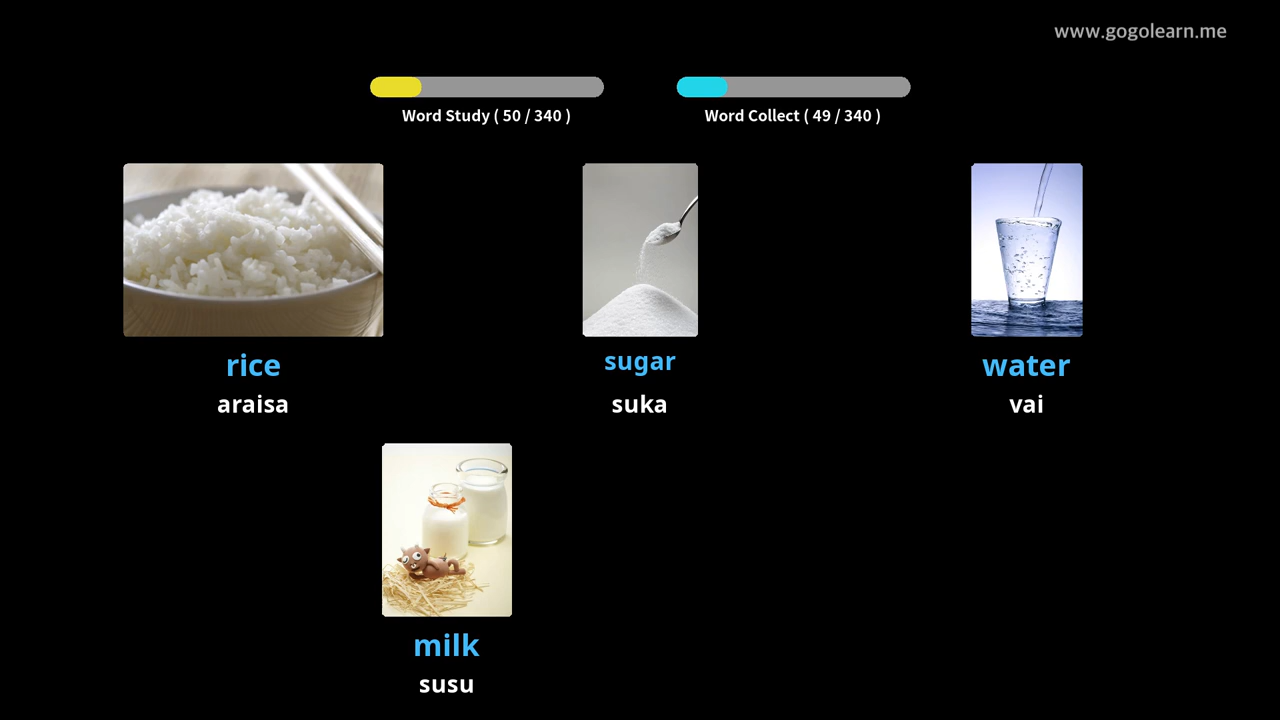 www.gogolearn.me
Word Study ( 50 / 340 )
Word Collect ( 49 / 340 )
rice
araisa
sugar
suka
water
vai
milk
susu